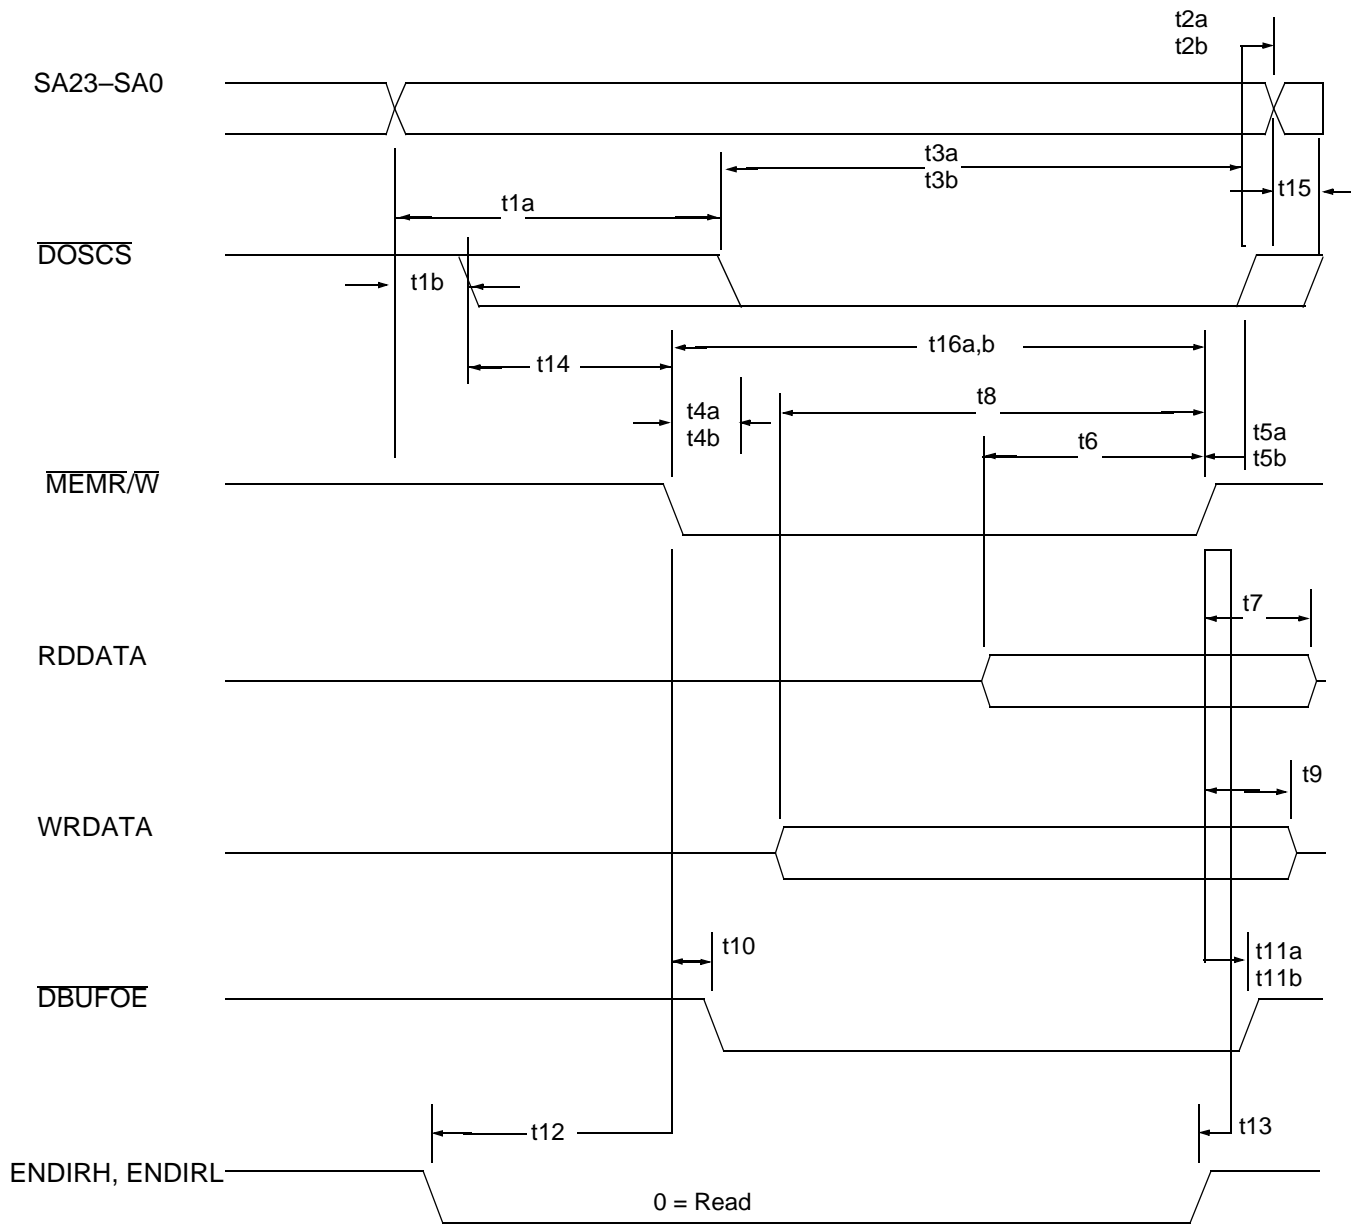 t2a
t2b
SA23–SA0
t3a
t3b
t15
t1a
DOSCS
t1b
t16a,b
t14
t8
t4a
t4b
t6
t5a
t5b
MEMR/W
t7
RDDATA
t9
WRDATA
t10
t11a
t11b
DBUFOE
t12
t13
ENDIRH, ENDIRL
0 = Read